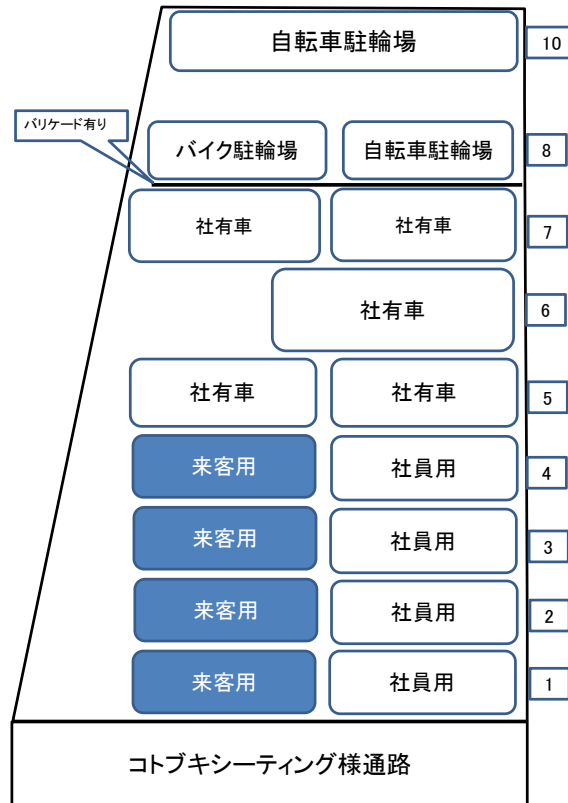 自転車駐輪場
10
バリケード有り
バイク駐輪場
自転車駐輪場
8
社有車
社有車
7
社有車
6
社有車
社有車
5
来客用
社員用
4
来客用
社員用
3
来客用
社員用
2
来客用
社員用
1
コトブキシーティング様通路